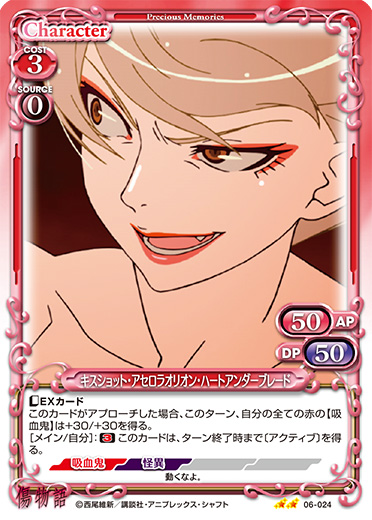 Precious Memories
Character
COST
3
SOURCE
0
50 AP
DP 50
キスショット・アセロラオリオン・ハートアンダーブレード
EXカード
このカードがアプローチした場合、このターン、自分の全ての赤の【吸
血鬼】は+30/+30を得る。
[メイン/自分]:3 このカードは、ターン終了時まで〔アクティブ〕を得
る。
吸血鬼 怪異
動くなよ。
傷物語
©西尾維新/講談社・アニプレックス・シャフト
06-024